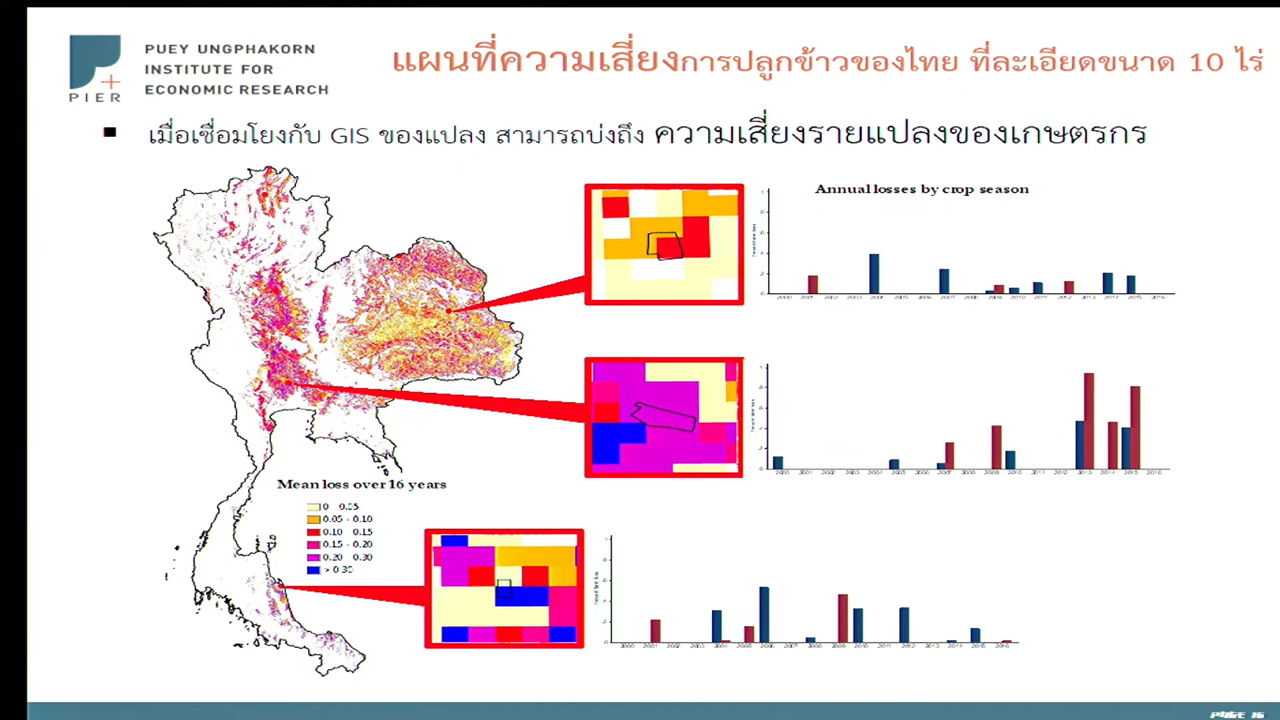 PUEY UNGPHAKORN
INSTITUTE FOR
ECONOMIC RESEARCH
PIER
แผนที่ความเสี่ยงการปลูกข้าวของไทย ที่ละเอียดขนาด 10 ไร่
■ เมื่อเชื่อมโยงกับ GIS ของแปลง สามารถบ่งถึง ความเสี่ยงรายแปลงของเกษตรกร
Annual losses by crop season
Mean loss over 16 years
0 - 0.05
0.05 - 0.10
0.10 - 0.15
0.15 - 0.20
0.20 - 0.30
> 0.30
PAGE 16